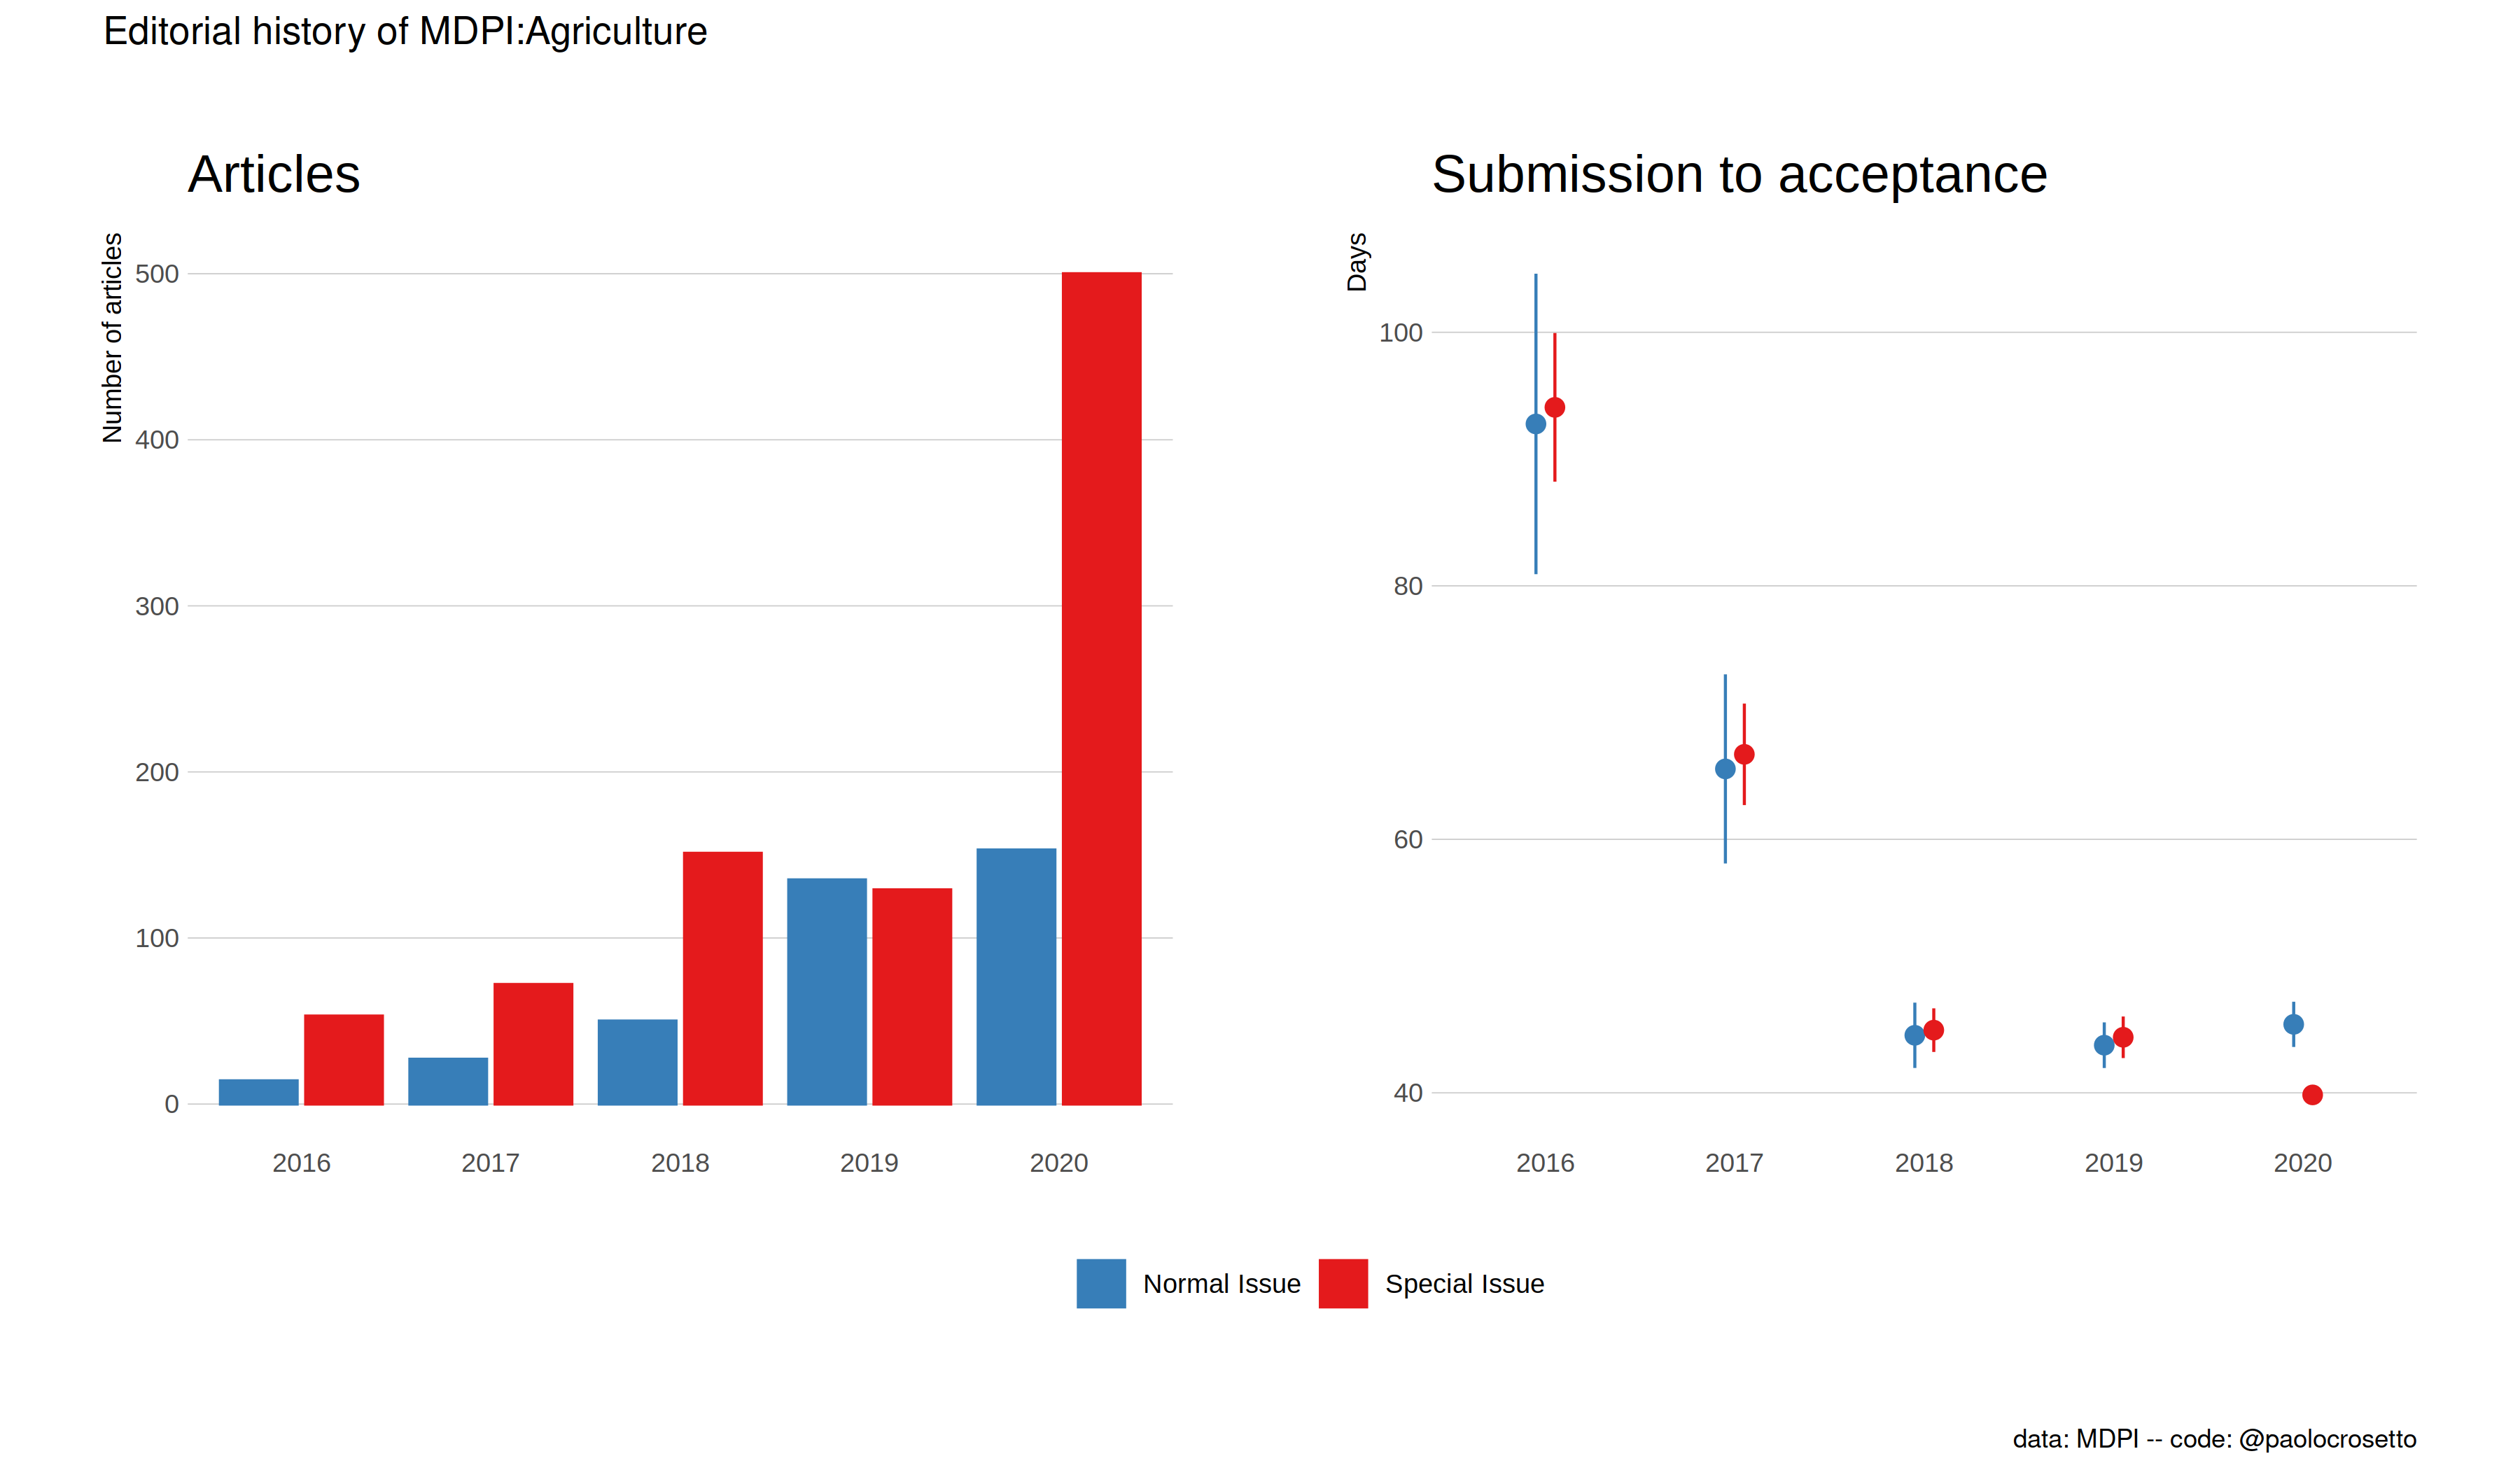 Editorial history of MDPI:Agriculture
Articles
Number of articles
500
400
300
200
100
0
2016 2017 2018 2019 2020
Submission to acceptance
Days
100
80
60
40
2016 2017 2018 2019 2020
Normal Issue Special Issue
data: MDPI -- code: @paolocrosetto